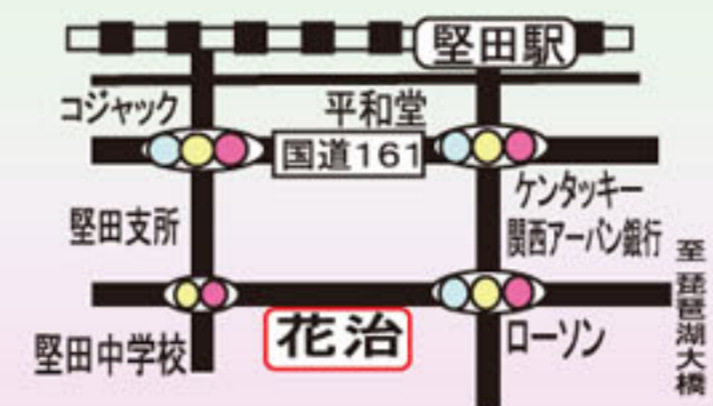 堅田駅
コジャック
平和堂
国道161
ケンタッキー
関西アーバン銀行
堅田支所
至琵琶湖大橋
花治
ローソン
堅田中学校